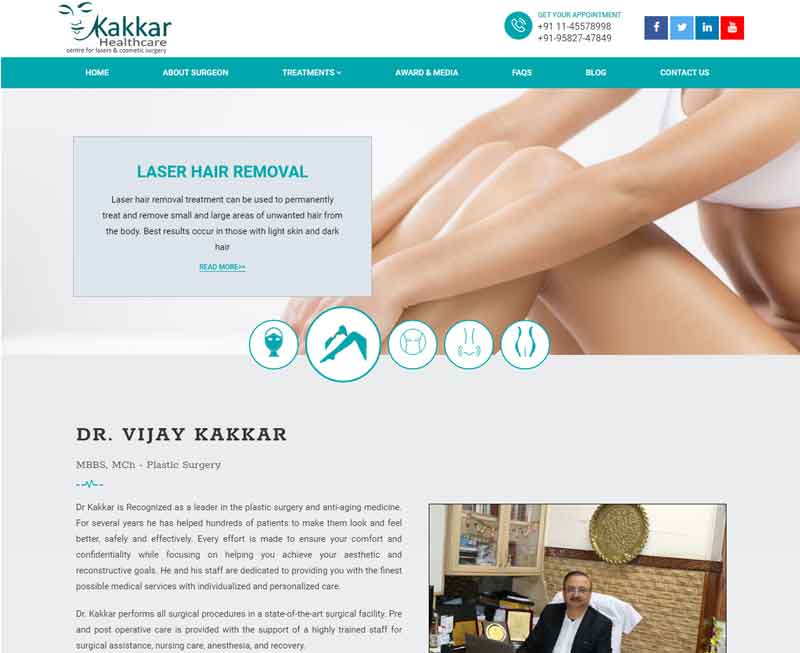 Kakkar
Healthcare
centre for lasers & cosmetic surgery
GET YOUR APPOINTMENT
+91 11-45578998
+91-95827-47849
HOME
ABOUT SURGEON
TREATMENTS
AWARD & MEDIA
FAQS
BLOG
CONTACT US
LASER HAIR REMOVAL
Laser hair removal treatment can be used to permanently
treat and remove small and large areas of unwanted hair from
the body. Best results occur in those with light skin and dark
hair
READ MORE>>
DR. VIJAY KAKKAR
MBBS, MCh - Plastic Surgery
Dr Kakkar is Recognized as a leader in the plastic surgery and anti-aging medicine.
For several years he has helped hundreds of patients to make them look and feel
better, safely and effectively. Every effort is made to ensure your comfort and
confidentiality while focusing on helping you achieve your aesthetic and
reconstructive goals. He and his staff are dedicated to providing you with the finest
possible medical services with individualized and personalized care.
Dr. Kakkar performs all surgical procedures in a state-of-the-art surgical facility. Pre
and post operative care is provided with the support of a highly trained staff for
surgical assistance, nursing care, anesthesia, and recovery.